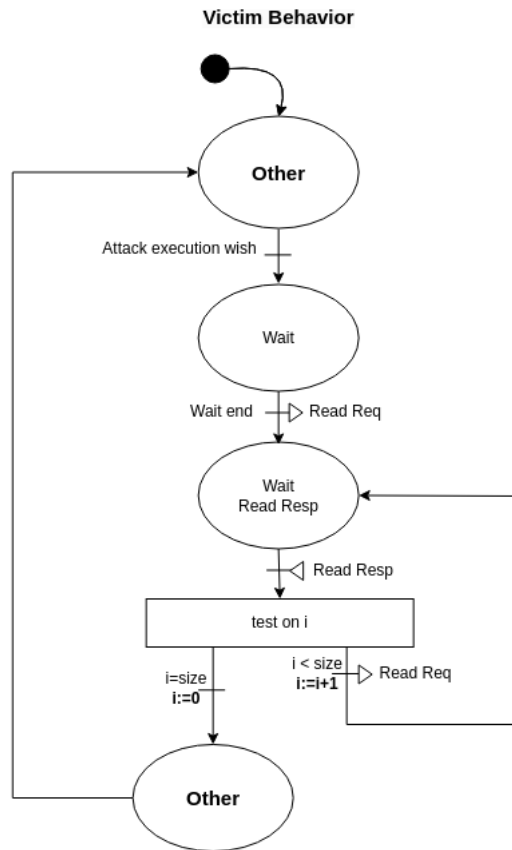 Victim Behavior
Other
Attack execution wish
Wait
Wait end
Read Req
Wait
Read Resp
Read Resp
test on i
i=size
i:=0
i < size
i:=i+1
Read Req
Other